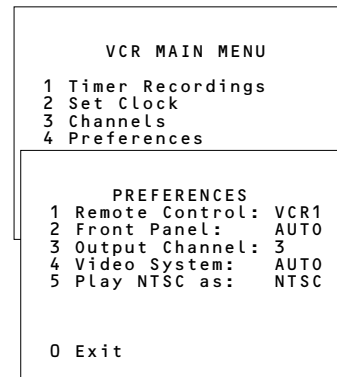 VCR MAIN MENU
1 Timer Recordings
2 Set Clock
3 Channels
4 Preferences
PREFERENCES
1 Remote Control: VCR1
2 Front Panel: AUTO
3 Output Channel: 3
4 Video System: AUTO
5 Play NTSC as: NTSC
0 Exit